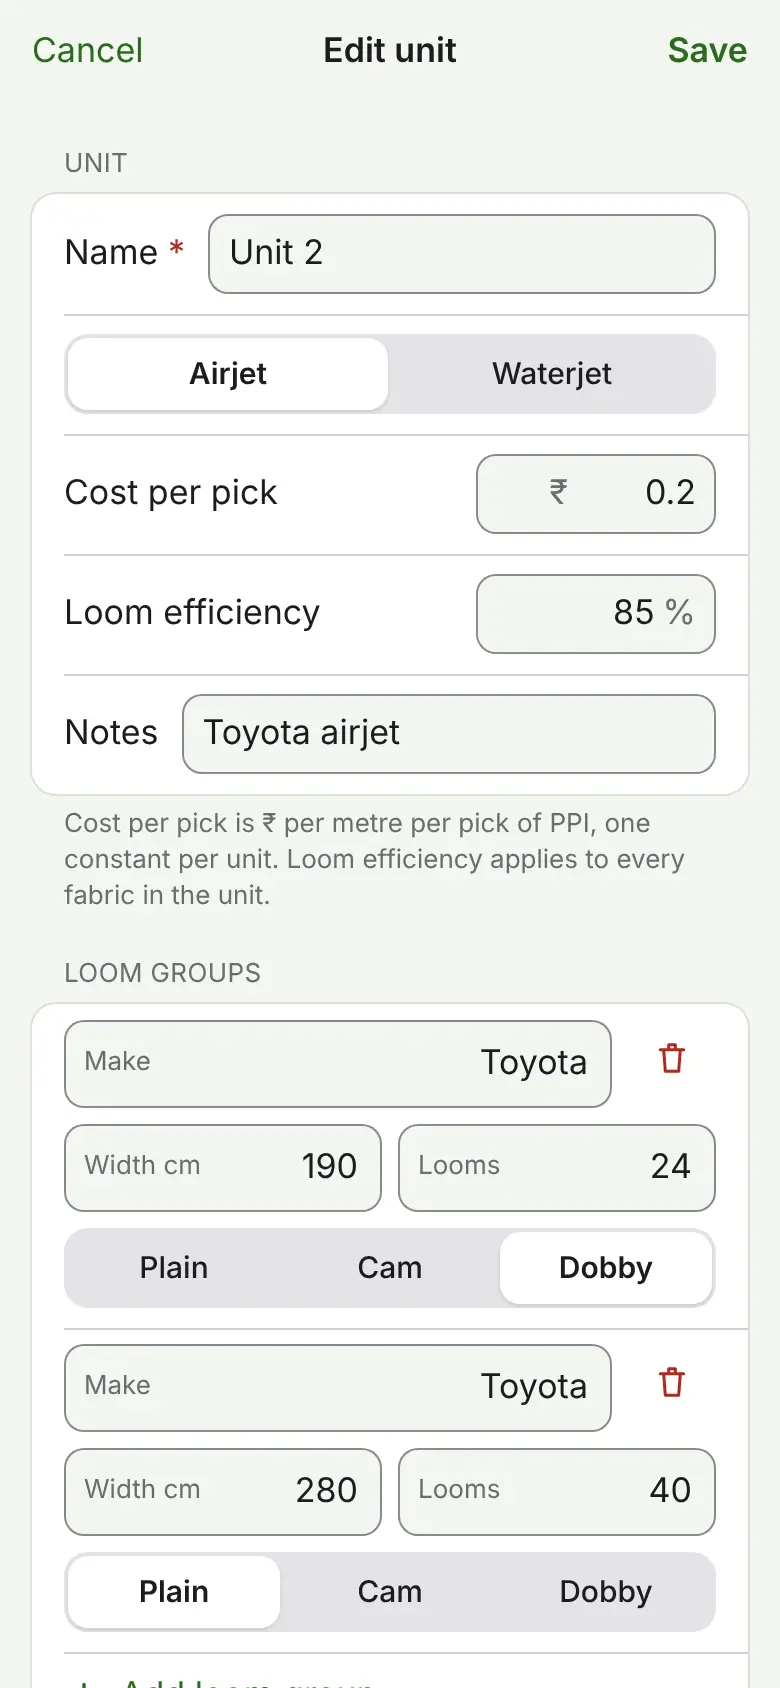 Cancel Edit unit Save
UNIT
Name * Unit 2
Airjet Waterjet
Cost per pick ₹ 0.2
Loom efficiency 85 %
Notes Toyota airjet
Cost per pick is ₹ per metre per pick of PPI, one
constant per unit. Loom efficiency applies to every
fabric in the unit.
LOOM GROUPS
Make Toyota
Width cm 190 Looms 24
Plain Cam Dobby
Make Toyota
Width cm 280 Looms 40
Plain Cam Dobby
+ Add loom group